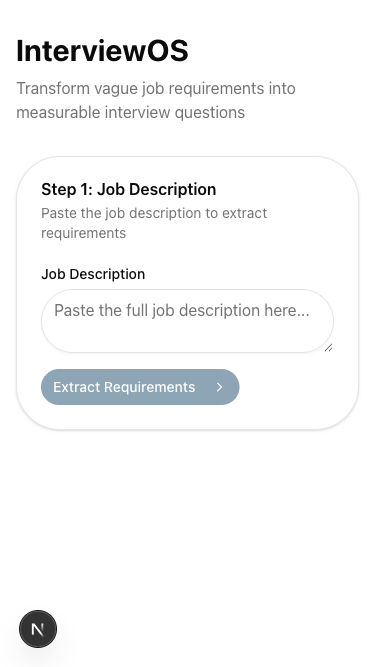 InterviewOS
Transform vague job requirements into
measurable interview questions
Step 1: Job Description
Paste the job description to extract
requirements
Job Description
Paste the full job description here...
Extract Requirements
N